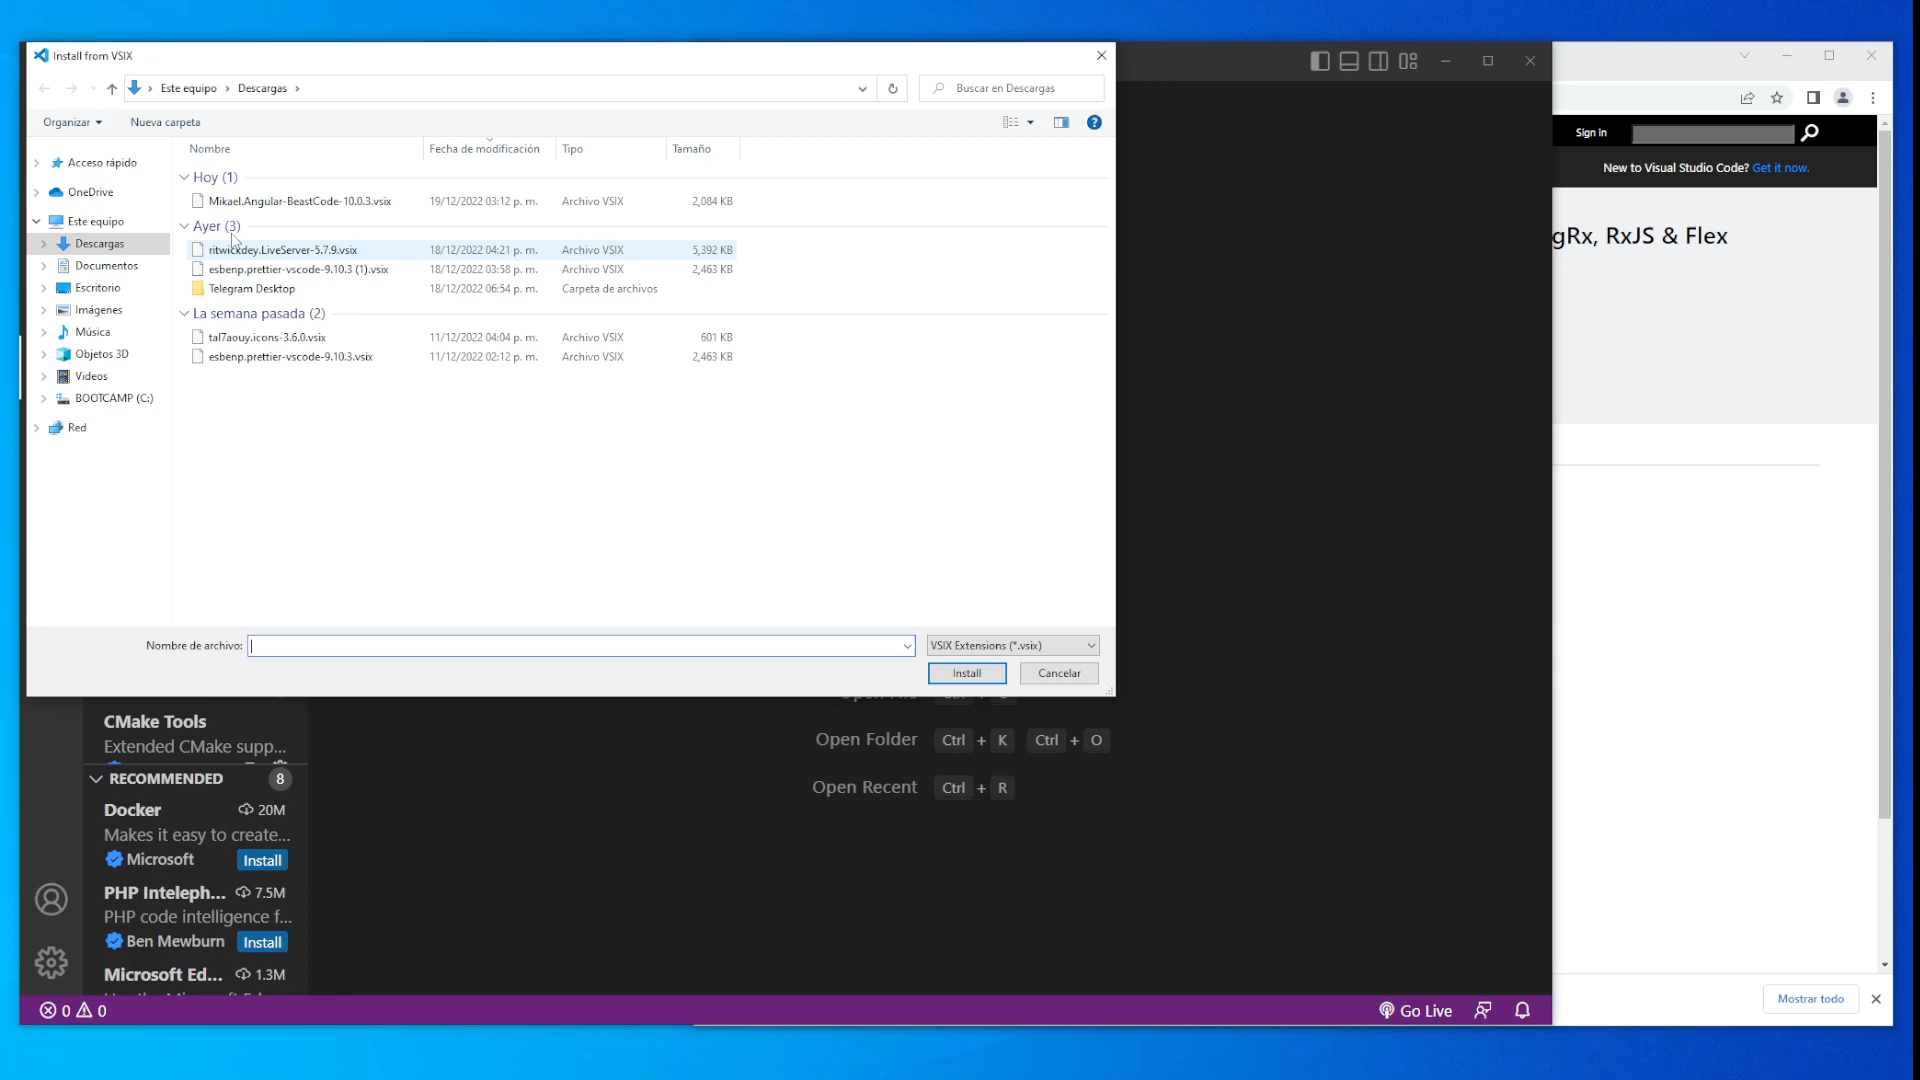 Install from VSIX
Este equipo
Descargas
Buscar en Descargas
Organizar
Nueva carpeta
Nombre
Fecha de modificación
Tipo
Tamaño
Acceso rápido
OneDrive
Este equipo
Descargas
Documentos
Escritorio
Imágenes
Música
Objetos 3D
Videos
BOOTCAMP (C:)
Red
Hoy (1)
Mikael.Angular-BeastCode-10.0.3.vsix 19/12/2022 03:12 p. m. Archivo VSIX 2,084 KB
Ayer (3)
ritwickdey.LiveServer-5.7.9.vsix 18/12/2022 04:21 p. m. Archivo VSIX 5,392 KB
esbenp.prettier-vscode-9.10.3 (1).vsix 18/12/2022 03:58 p. m. Archivo VSIX 2,463 KB
Telegram Desktop 18/12/2022 06:54 p. m. Carpeta de archivos
La semana pasada (2)
tal7aouy.icons-3.6.0.vsix 11/12/2022 04:04 p. m. Archivo VSIX 601 KB
esbenp.prettier-vscode-9.10.3.vsix 11/12/2022 02:12 p. m. Archivo VSIX 2,463 KB
Nombre de archivo:
VSIX Extensions (*.vsix)
Install
Cancelar
CMake Tools
Extended CMake supp...
RECOMMENDED 8
Docker 20M
Makes it easy to create...
Microsoft Install
PHP Inteleph... 7.5M
PHP code intelligence f...
Ben Mewburn Install
Microsoft Ed... 1.3M
Open Folder Ctrl + K Ctrl + O
Open Recent Ctrl + R
0 0
Go Live
Sign in
New to Visual Studio Code? Get it now.
gRx, RxJS & Flex
Mostrar todo